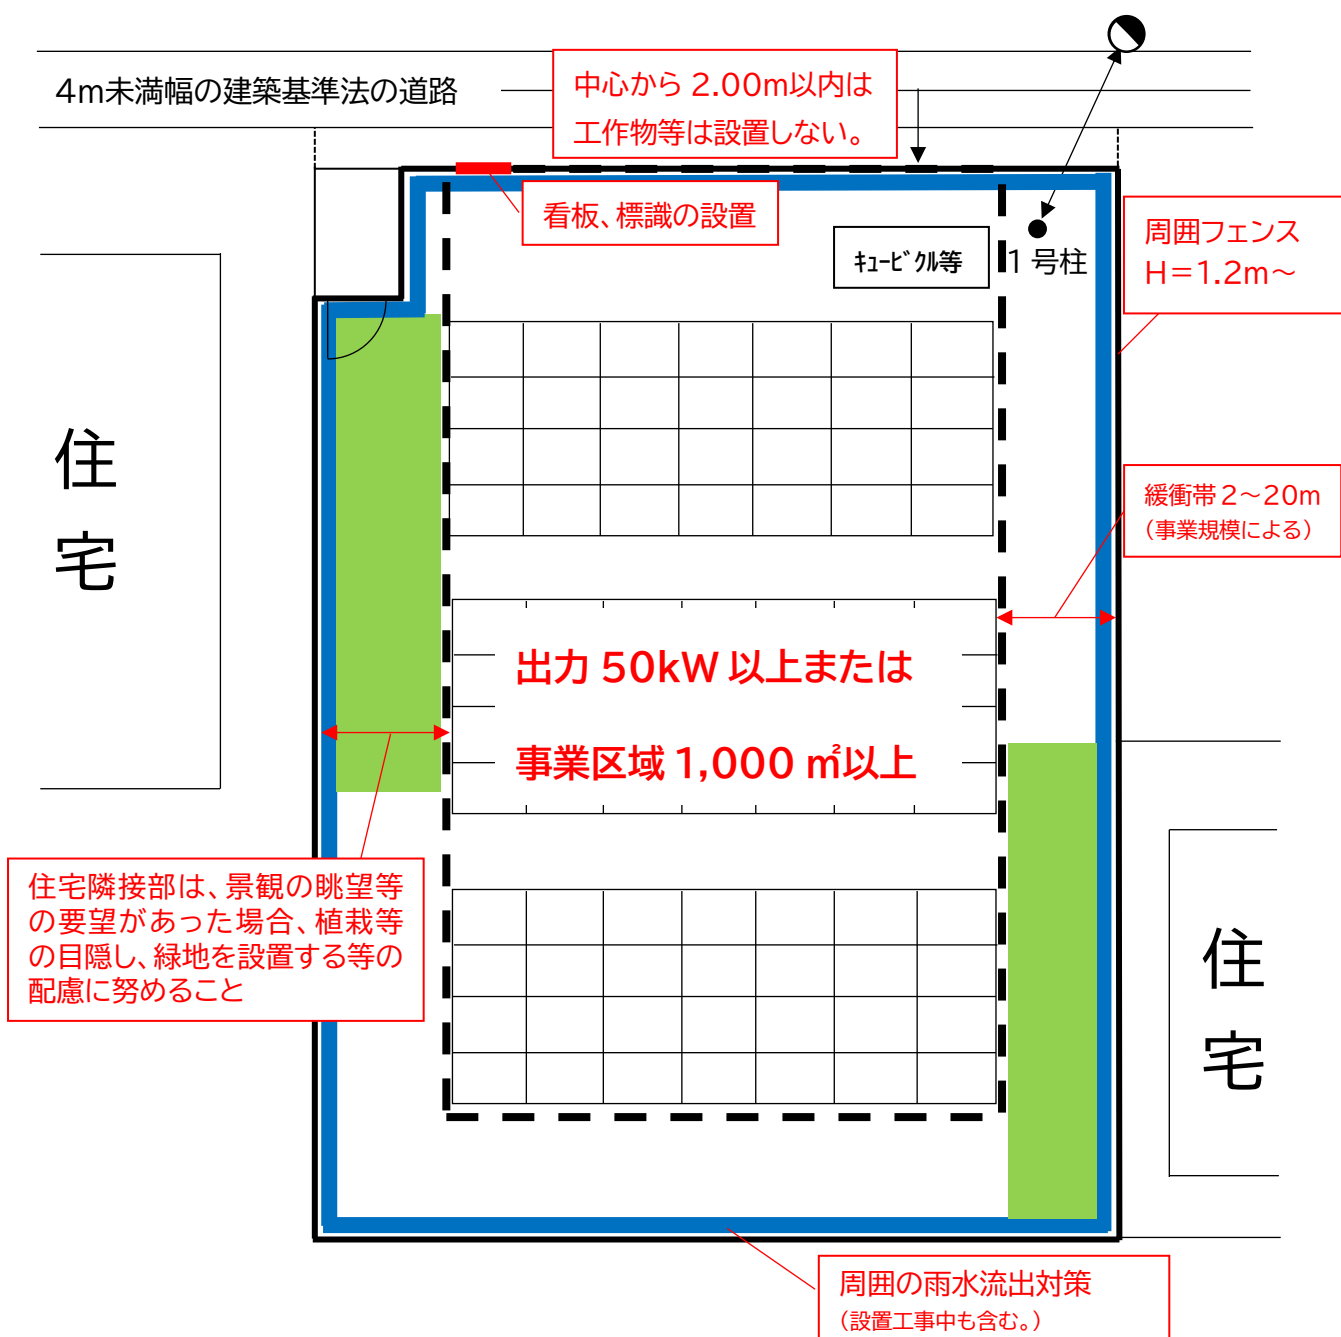 4m未満幅の建築基準法の道路
中心から 2.00m以内は
工作物等は設置しない。
看板、標識の設置
ｷｭｰﾋﾞｸﾙ等
1 号柱
周囲フェンス
H＝1.2m～
住
宅
緩衝帯 2～20m
（事業規模による）
出力 50kW 以上または
事業区域 1,000 ㎡以上
住宅隣接部は、景観の眺望等
の要望があった場合、植栽等
の目隠し、緑地を設置する等の
配慮に努めること
住
宅
周囲の雨水流出対策
（設置工事中も含む。）